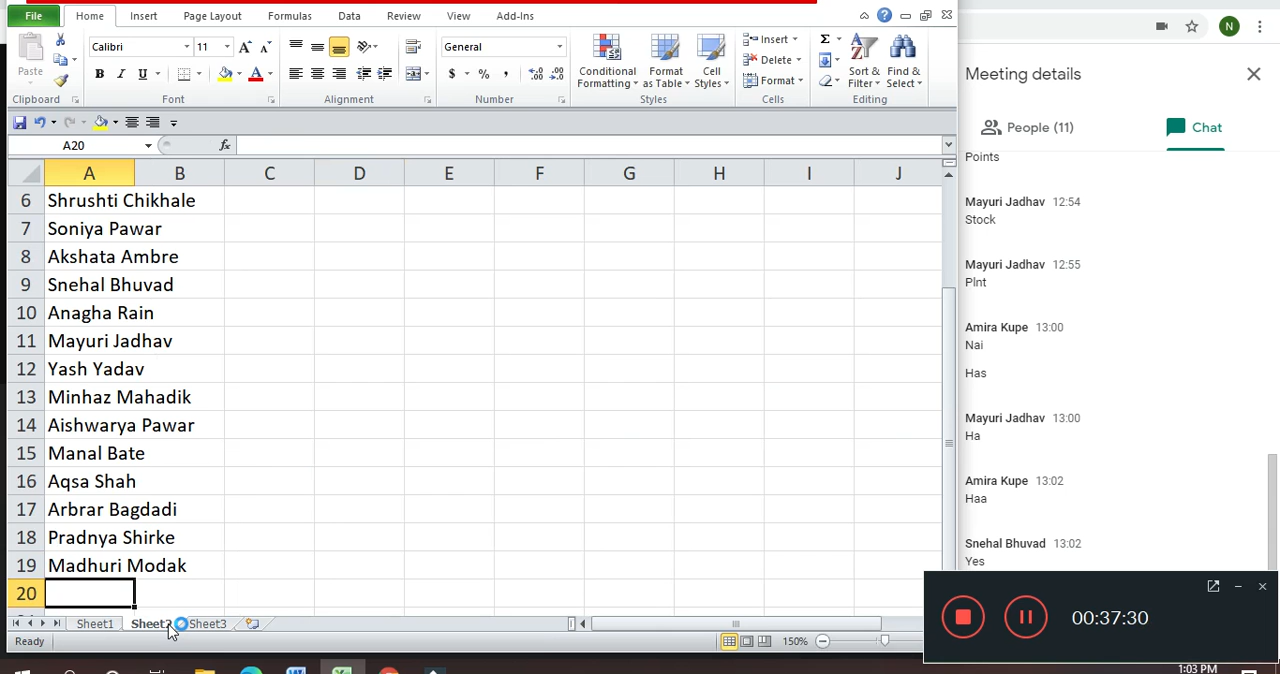 File Home Insert Page Layout Formulas Data Review View Add-Ins
Calibri 11 General Insert
Paste Conditional Formatting Format as Table Cell Styles Delete Sort & Filter Find & Select
Format
Clipboard Font Alignment Number Styles Cells Editing
A20 fx
A B C D E F G H I J
6 Shrushti Chikhale
7 Soniya Pawar
8 Akshata Ambre
9 Snehal Bhuvad
10 Anagha Rain
11 Mayuri Jadhav
12 Yash Yadav
13 Minhaz Mahadik
14 Aishwarya Pawar
15 Manal Bate
16 Aqsa Shah
17 Arbrar Bagdadi
18 Pradnya Shirke
19 Madhuri Modak
20
Sheet1 Sheet2 Sheet3
Ready 150%
N
Meeting details
People (11) Chat
Points
Mayuri Jadhav 12:54
Stock
Mayuri Jadhav 12:55
Plnt
Amira Kupe 13:00
Nai
Has
Mayuri Jadhav 13:00
Ha
Amira Kupe 13:02
Haa
Snehal Bhuvad 13:02
Yes
00:37:30
1:03 PM